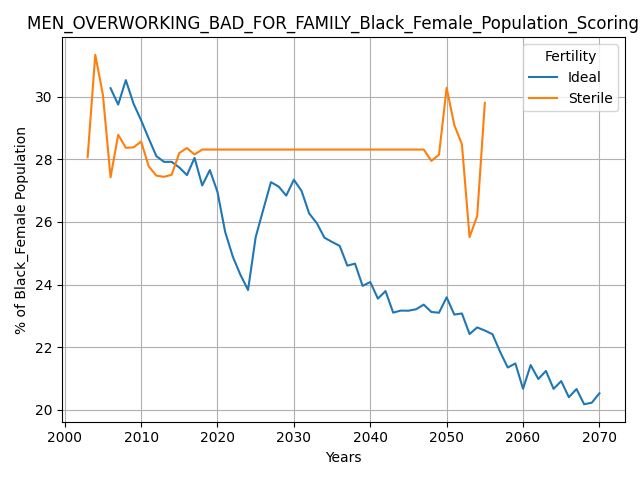 MEN_OVERWORKING_BAD_FOR_FAMILY_Black_Female_Population_Scoring
Fertility
Ideal
Sterile
% of Black_Female Population
30
28
26
24
22
20
2000 2010 2020 2030 2040 2050 2060 2070
Years